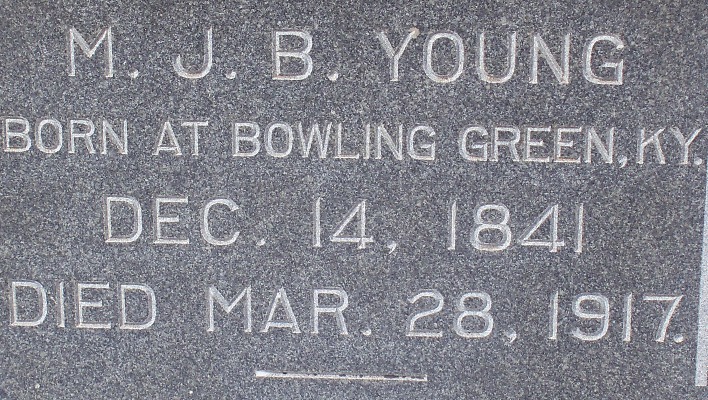 M. J. B. YOUNG
BORN AT BOWLING GREEN, KY.
DEC. 14, 1841
DIED MAR. 28, 1917.